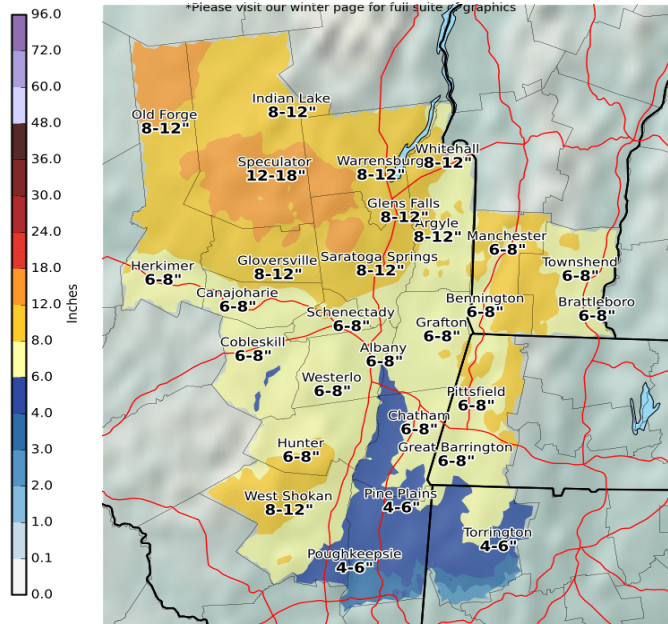 *Please visit our winter page for full suite of graphics
96.0
72.0
60.0
48.0
36.0
30.0
24.0
18.0
12.0
8.0
6.0
4.0
3.0
2.0
1.0
0.1
0.0
Inches
Indian Lake
8-12"
Old Forge
8-12"
Speculator
12-18"
Warrensburg
8-12"
Whitehall
8-12"
Glens Falls
8-12"
Argyle
8-12"
Manchester
6-8"
Herkimer
6-8"
Gloversville
8-12"
Saratoga Springs
8-12"
Townshend
6-8"
Canajoharie
6-8"
Schenectady
6-8"
Bennington
6-8"
Brattleboro
6-8"
Grafton
6-8"
Cobleskill
6-8"
Albany
6-8"
Westerlo
6-8"
Pittsfield
6-8"
Chatham
6-8"
Hunter
6-8"
Great Barrington
6-8"
West Shokan
8-12"
Pine Plains
4-6"
Torrington
4-6"
Poughkeepsie
4-6"